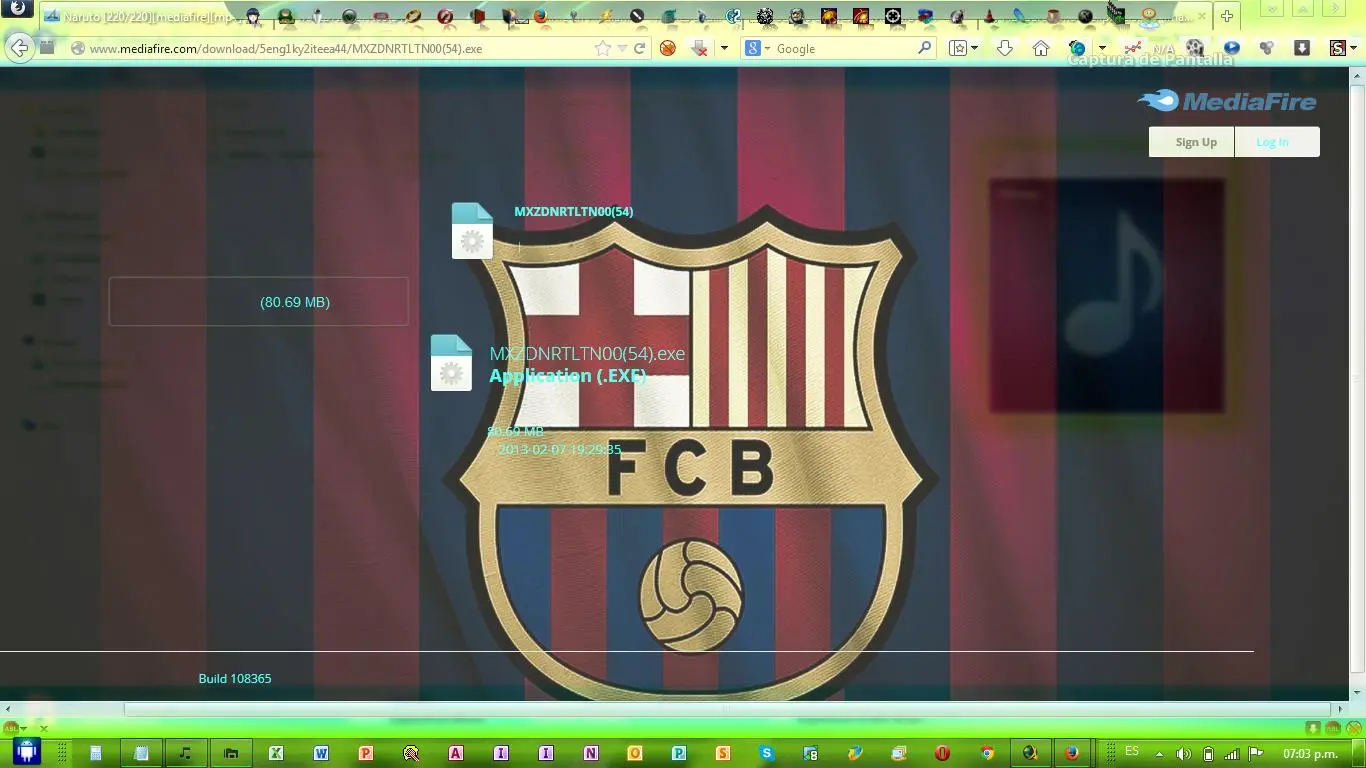 Naruto [220/220][mediafire][mp
www.mediafire.com/download/5eng1ky2iteea44/MXZDNRTLTN00(54).exe
Google
N/A
Captura de Pantalla
MediaFire
Sign Up
Log In
MXZDNRTLTN00(54)
(80.69 MB)
MXZDNRTLTN00(54).exe
Application (.EXE)
80.69 MB
2013-02-07 19:29:35
FCB
Build 108365
ABL
ES
07:03 p.m.